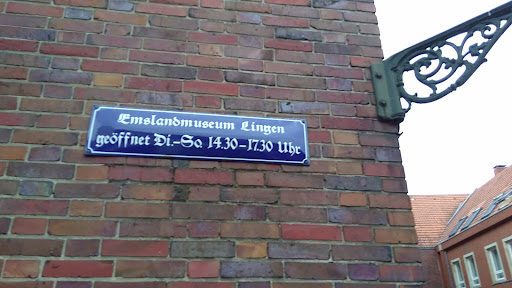 Emslandmuseum Lingen
geöffnet Di.-So. 14.30-17.30 Uhr